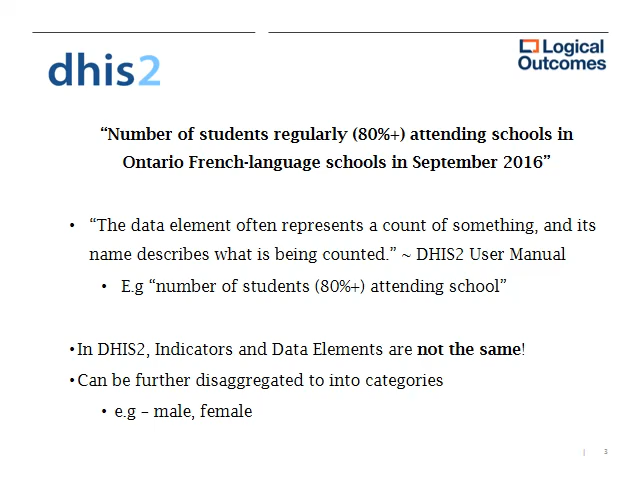 dhis2
Logical
Outcomes
“Number of students regularly (80%+) attending schools in
Ontario French-language schools in September 2016”
• “The data element often represents a count of something, and its
name describes what is being counted.” ~ DHIS2 User Manual
• E.g “number of students (80%+) attending school”
•In DHIS2, Indicators and Data Elements are not the same!
•Can be further disaggregated to into categories
• e.g – male, female
| 3